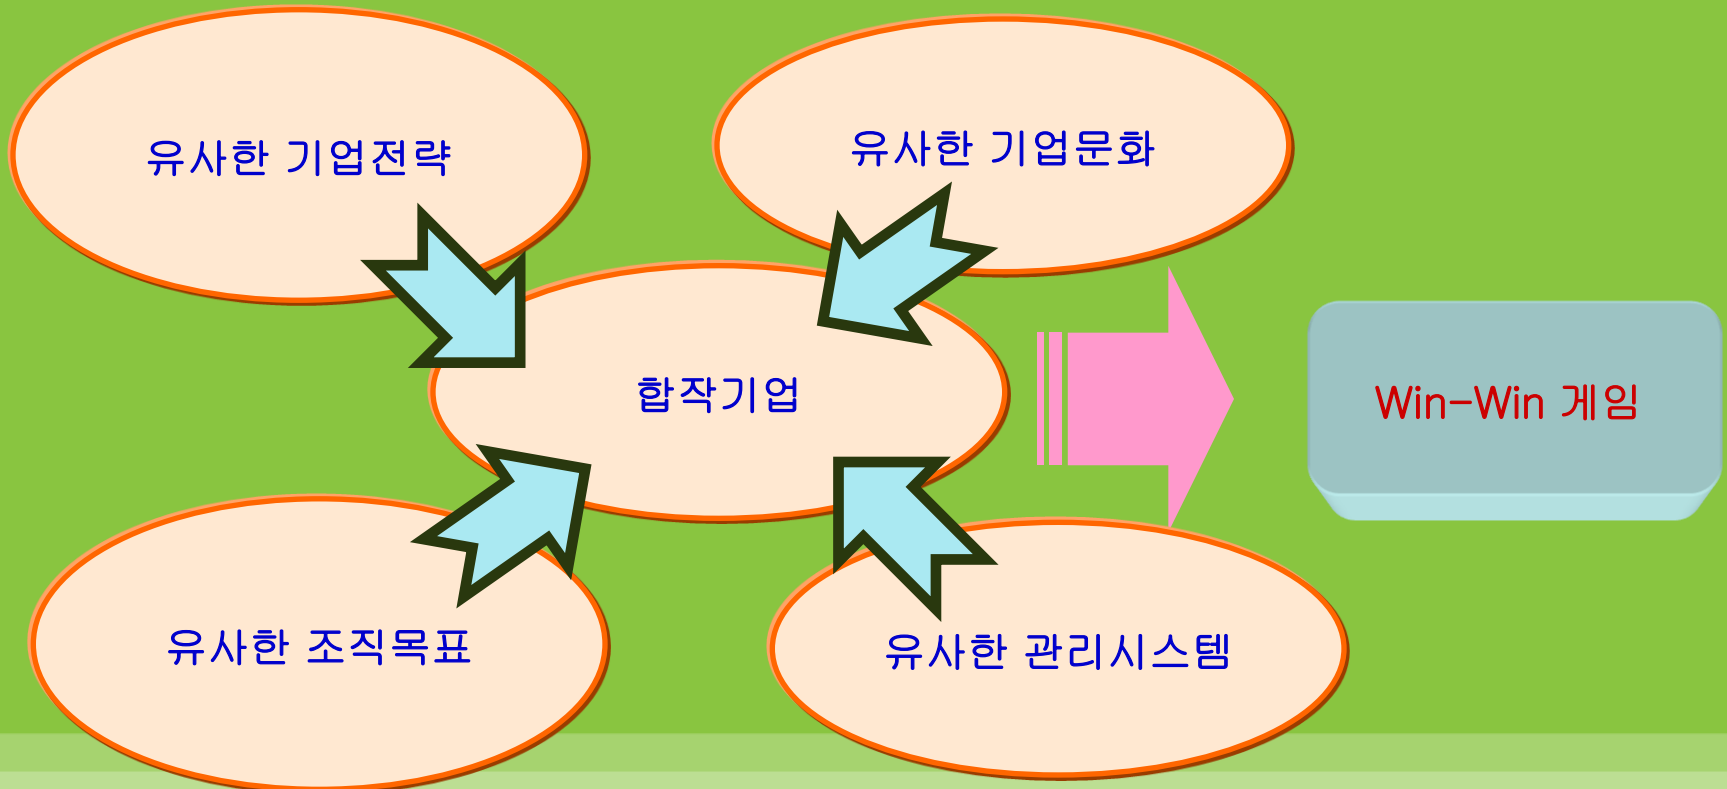 유사한 기업전략
유사한 기업문화
합작기업
Win-Win 게임
유사한 조직목표
유사한 관리시스템